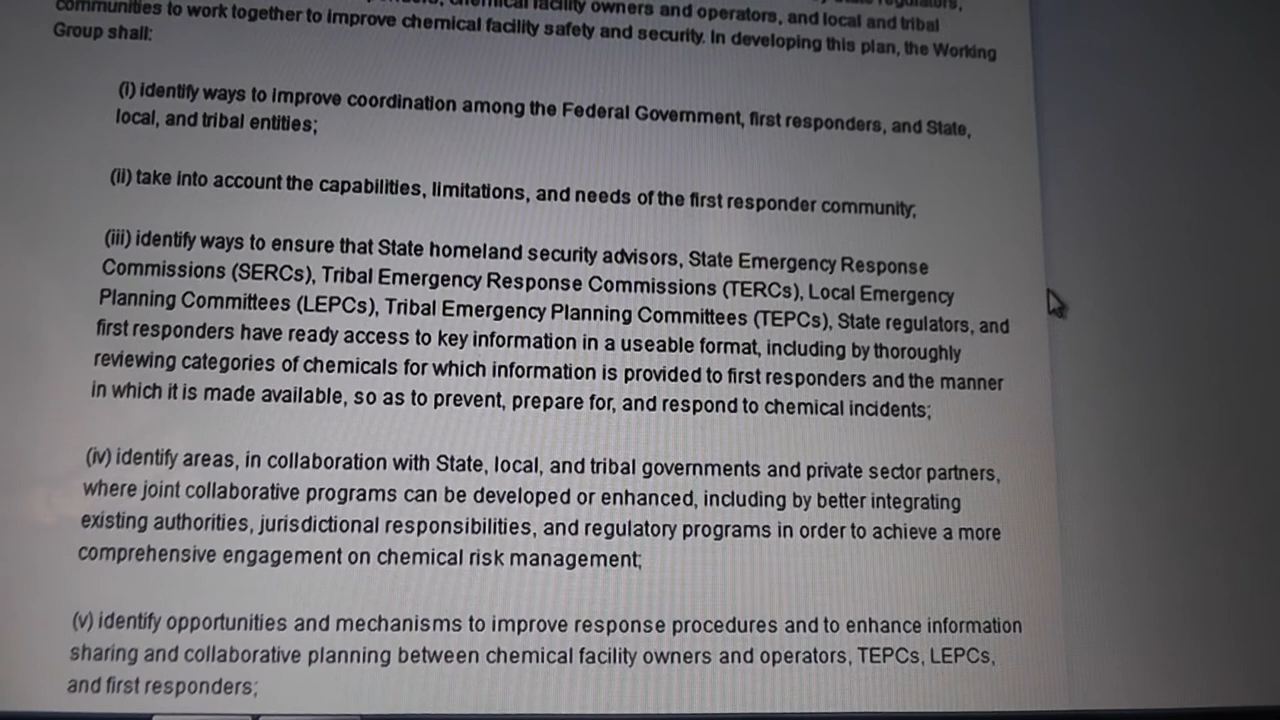 chemical facility owners and operators, and local and tribal
communities to work together to improve chemical facility safety and security. In developing this plan, the Working
Group shall:
(i) identify ways to improve coordination among the Federal Government, first responders, and State,
local, and tribal entities;
(ii) take into account the capabilities, limitations, and needs of the first responder community;
(iii) identify ways to ensure that State homeland security advisors, State Emergency Response
Commissions (SERCs), Tribal Emergency Response Commissions (TERCs), Local Emergency
Planning Committees (LEPCs), Tribal Emergency Planning Committees (TEPCs), State regulators, and
first responders have ready access to key information in a useable format, including by thoroughly
reviewing categories of chemicals for which information is provided to first responders and the manner
in which it is made available, so as to prevent, prepare for, and respond to chemical incidents;
(iv) identify areas, in collaboration with State, local, and tribal governments and private sector partners,
where joint collaborative programs can be developed or enhanced, including by better integrating
existing authorities, jurisdictional responsibilities, and regulatory programs in order to achieve a more
comprehensive engagement on chemical risk management;
(v) identify opportunities and mechanisms to improve response procedures and to enhance information
sharing and collaborative planning between chemical facility owners and operators, TEPCs, LEPCs,
and first responders;